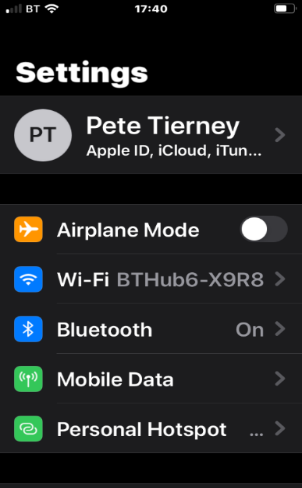 BT 17:40
Settings
PT
Pete Tierney
Apple ID, iCloud, iTun...
Airplane Mode
Wi-Fi BTHub6-X9R8
Bluetooth On
Mobile Data
Personal Hotspot ...